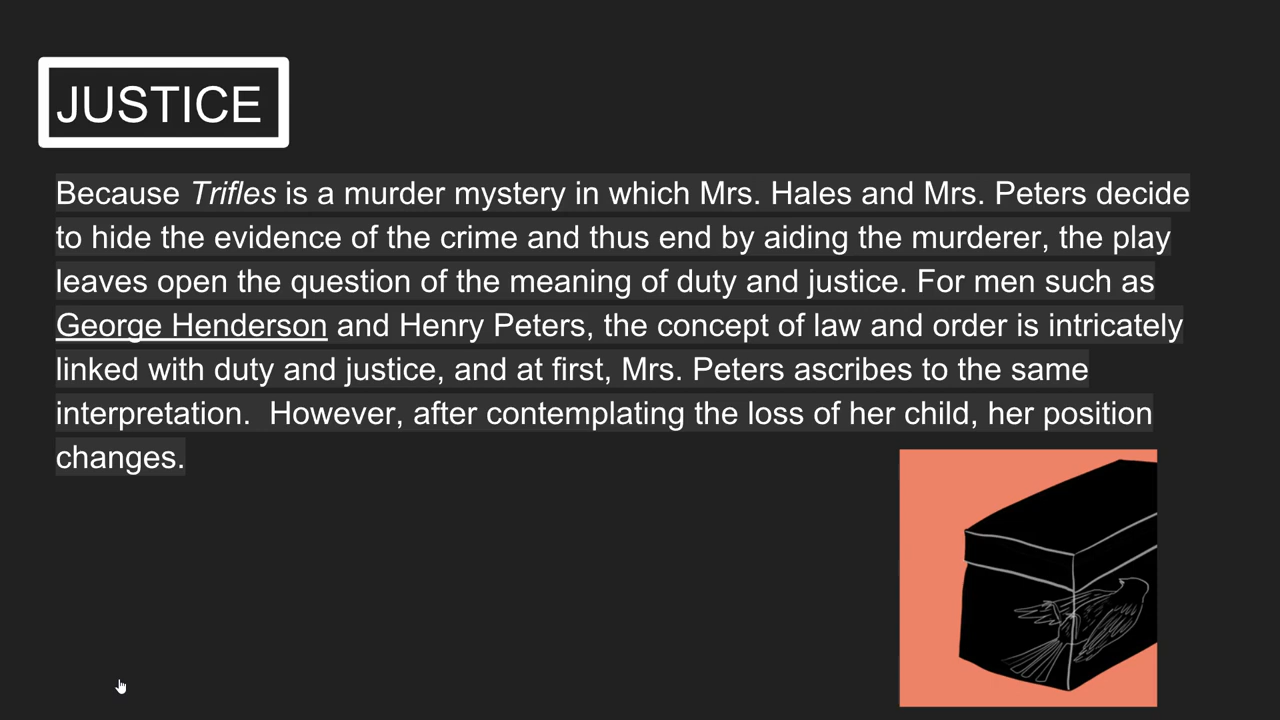 JUSTICE
Because Trifles is a murder mystery in which Mrs. Hales and Mrs. Peters decide
to hide the evidence of the crime and thus end by aiding the murderer, the play
leaves open the question of the meaning of duty and justice. For men such as
George Henderson and Henry Peters, the concept of law and order is intricately
linked with duty and justice, and at first, Mrs. Peters ascribes to the same
interpretation.  However, after contemplating the loss of her child, her position
changes.